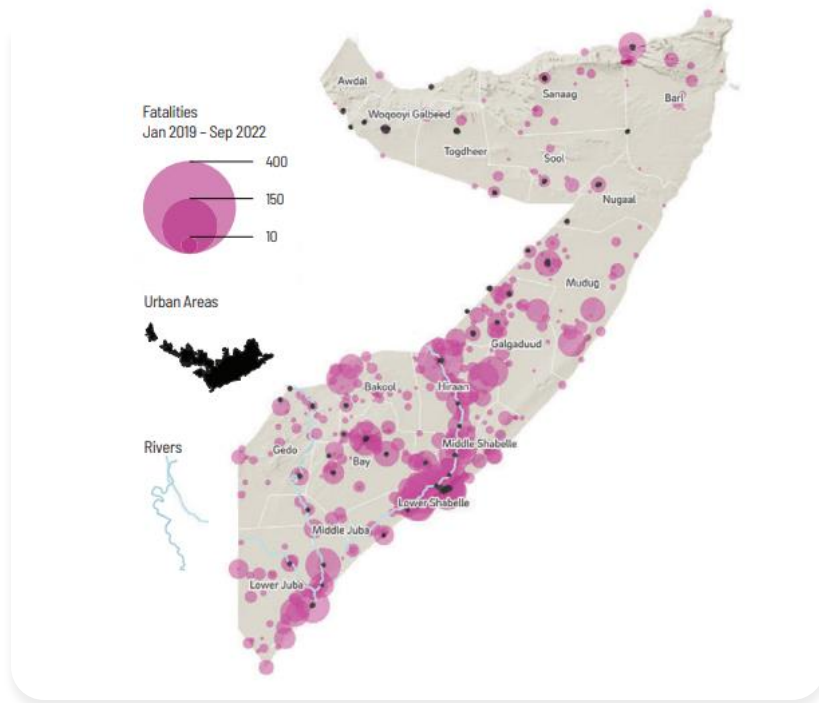 Fatalities
Jan 2019 – Sep 2022
400
150
10
Urban Areas
Rivers
Awdal
Woqooyi Galbeed
Togdheer
Sanaag
Bari
Sool
Nugaal
Mudug
Galgaduud
Hiraan
Bakool
Middle Shabelle
Gedo
Bay
Lower Shabelle
Middle Juba
Lower Juba